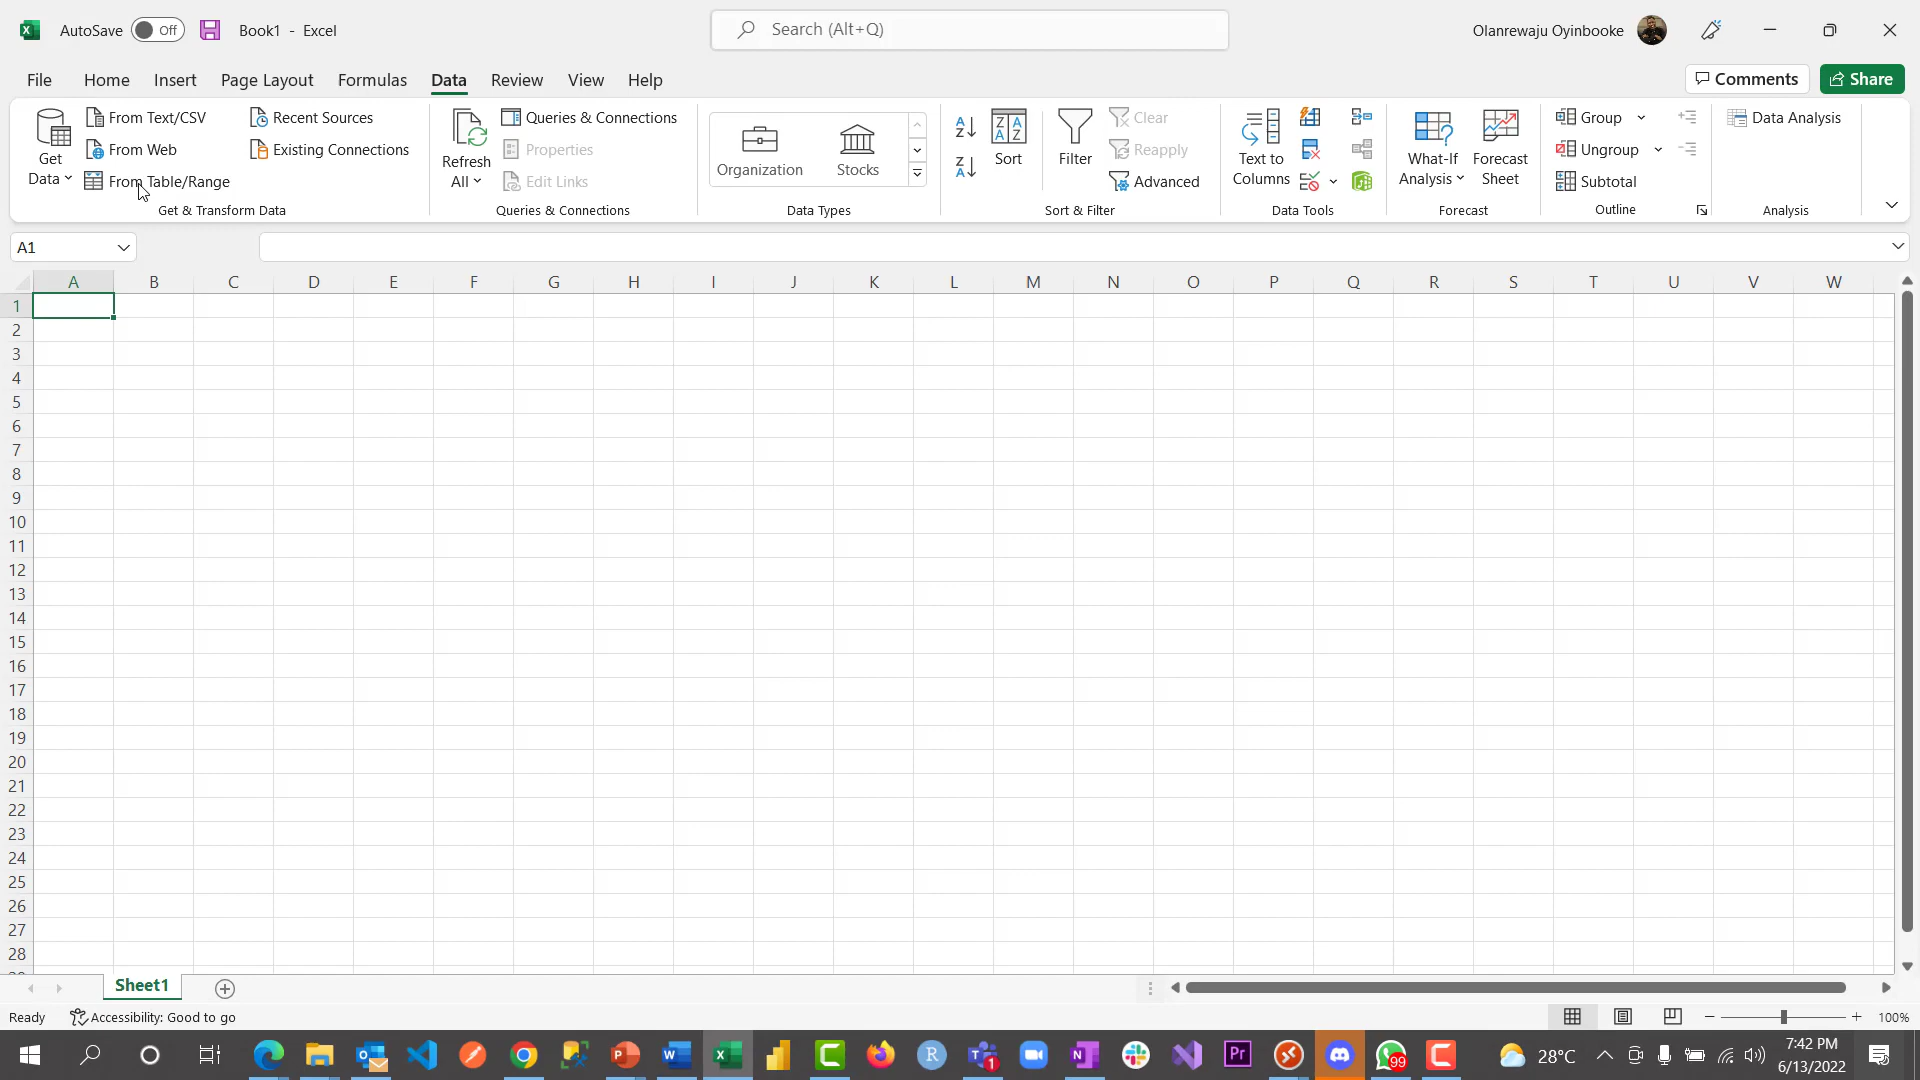 AutoSave Off Book1 - Excel
Search (Alt+Q)
Olanrewaju Oyinbooke
File Home Insert Page Layout Formulas Data Review View Help
Comments Share
Get Data
From Text/CSV
From Web
From Table/Range
Recent Sources
Existing Connections
Get & Transform Data
Refresh All
Queries & Connections
Properties
Edit Links
Queries & Connections
Organization Stocks
Data Types
Sort
Filter
Clear
Reapply
Advanced
Sort & Filter
Text to Columns
Data Tools
What-If Analysis
Forecast Sheet
Forecast
Group
Ungroup
Subtotal
Outline
Data Analysis
Analysis
A1
A B C D E F G H I J K L M N O P Q R S T U V W
1
2
3
4
5
6
7
8
9
10
11
12
13
14
15
16
17
18
19
20
21
22
23
24
25
26
27
28
Sheet1
Ready Accessibility: Good to go 100%
28°C
7:42 PM
6/13/2022